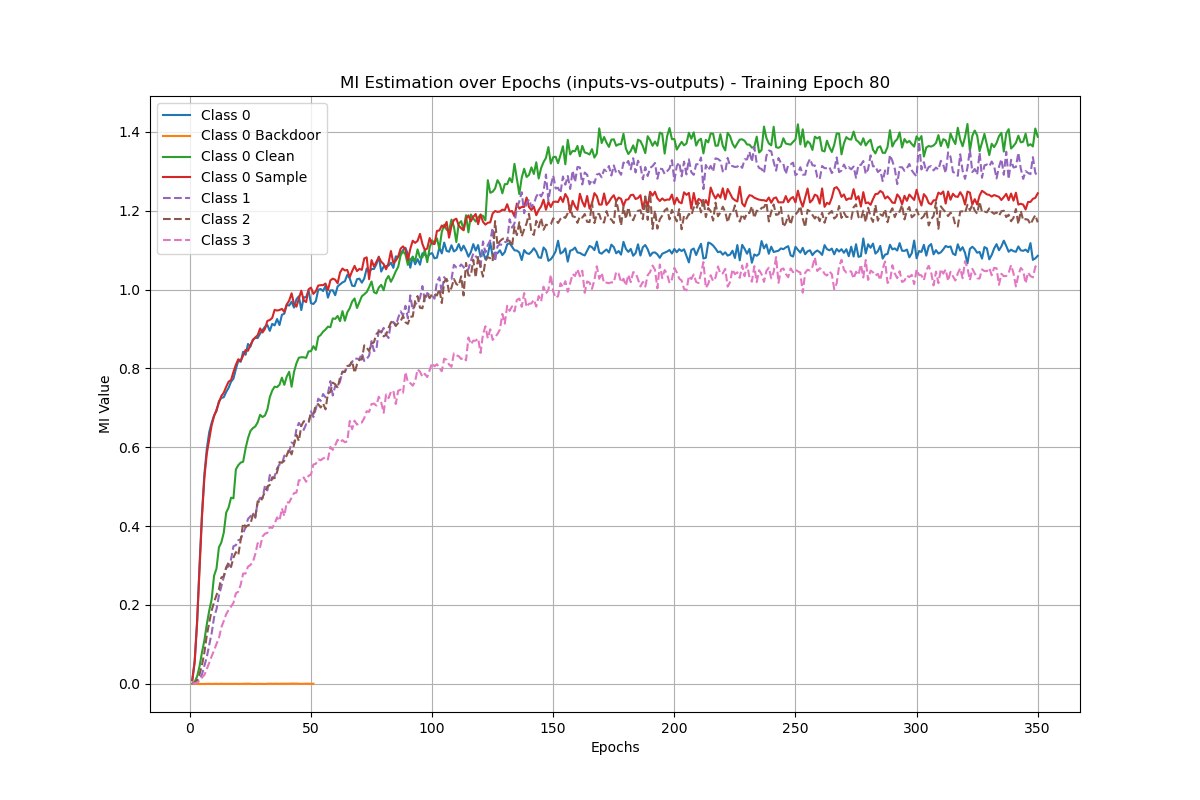 MI Estimation over Epochs (inputs-vs-outputs) - Training Epoch 80
Class 0
Class 0 Backdoor
Class 0 Clean
Class 0 Sample
Class 1
Class 2
Class 3
MI Value
1.4
1.2
1.0
0.8
0.6
0.4
0.2
0.0
0 50 100 150 200 250 300 350
Epochs